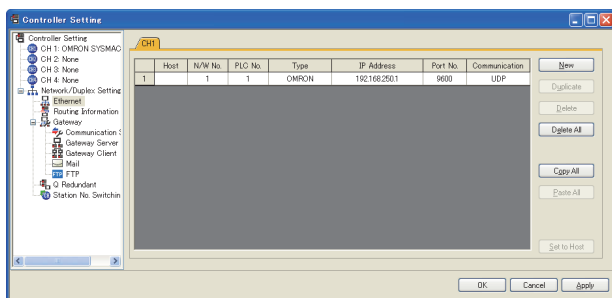 Controller Setting
Controller Setting
CH 1: OMRON SYSMAC
CH 2: None
CH 3: None
CH 4: None
Network/Duplex Setting
Ethernet
Routing Information
Gateway
Communication S
Gateway Server
Gateway Client
Mail
FTP FTP
Q Redundant
Station No. Switchin
CH1
Host N/W No. PLC No. Type IP Address Port No. Communication
1 1 1 OMRON 192.168.250.1 9600 UDP
New
Duplicate
Delete
Delete All
Copy All
Paste All
Set to Host
OK Cancel Apply